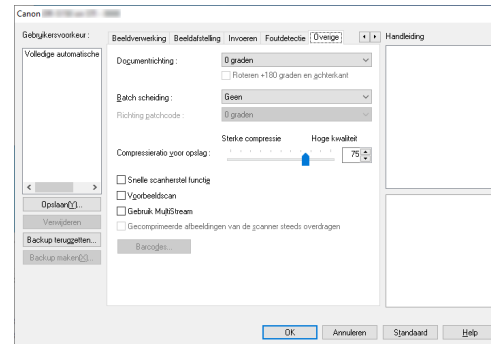 Canon
Gebruikersvoorkeur :
Volledige automatische
Opslaan(Y)...
Verwijderen
Backup terugzetten...
Backup maken(X)...
Beeldverwerking
Beeldafstelling
Invoeren
Foutdetectie
Overige
Documentrichting :
0 graden
Roteren +180 graden en achterkant
Batch scheiding :
Geen
Richting patchcode :
0 graden
Sterke compressie
Hoge kwaliteit
Compressieratio voor opslag :
75
Snelle scanherstel functie
Voorbeeldscan
Gebruik MultiStream
Gecomprimeerde afbeeldingen van de scanner steeds overdragen
Barcodes...
Handleiding
OK
Annuleren
Standaard
Help